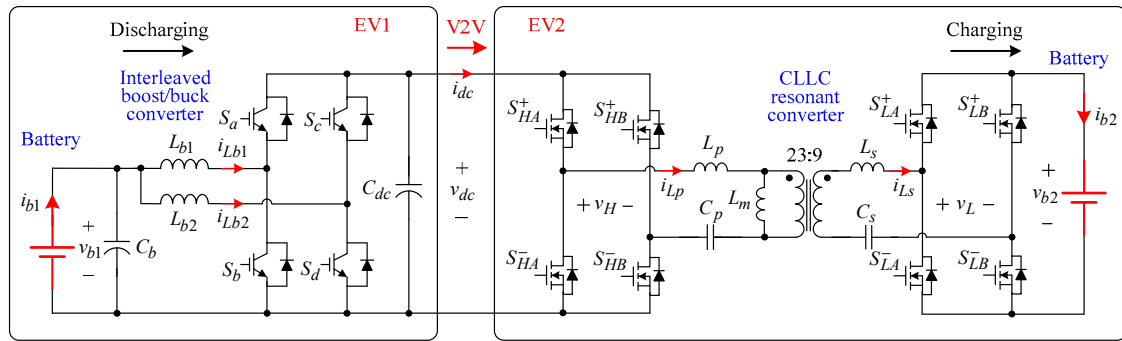 Discharging
EV1
V2V
EV2
Charging
Interleaved
boost/buck
converter
Battery
CLLC
resonant
converter
Battery
S_a
S_c
i_dc
S_HA^+
S_HB^+
S_LA^+
S_LB^+
i_b2
L_b1
i_Lb1
L_b2
i_Lb2
C_dc
+
v_dc
−
L_p
i_Lp
L_m
C_p
23:9
L_s
i_Ls
C_s
+ v_H −
+ v_L −
+
v_b2
−
i_b1
+
v_b1
−
C_b
S_b
S_d
S_HA^−
S_HB^−
S_LA^−
S_LB^−